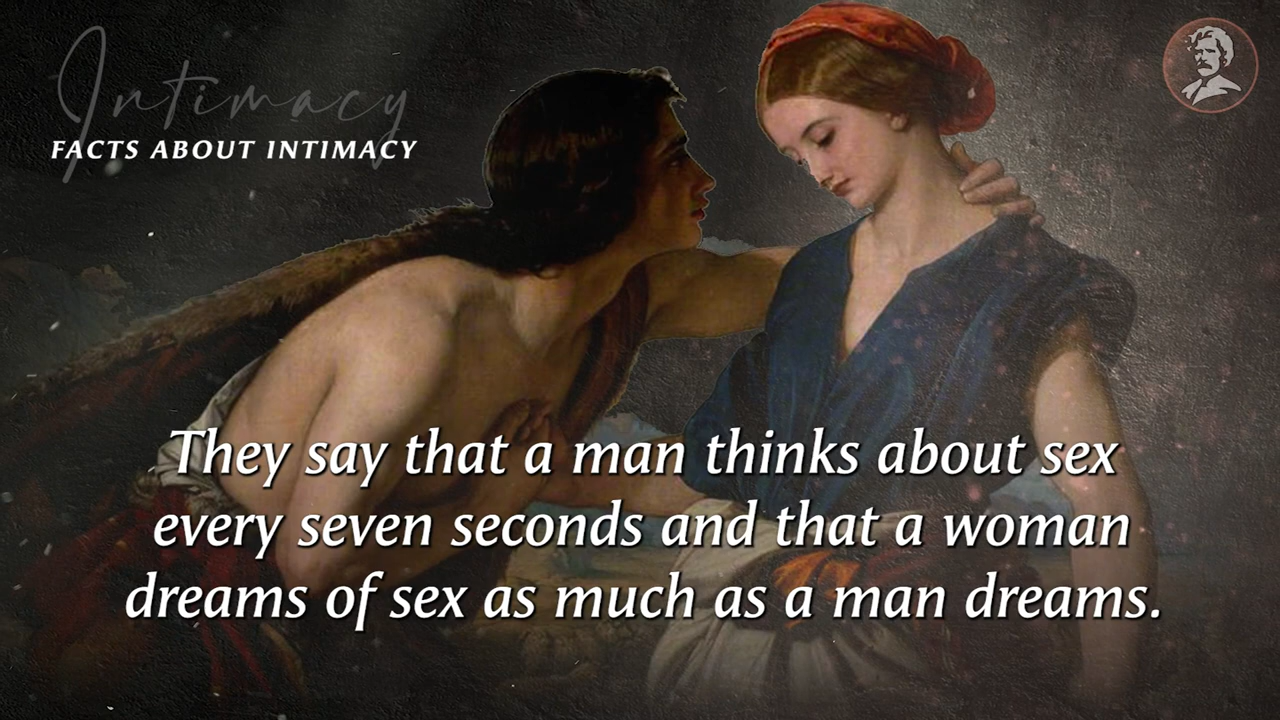 Intimacy
FACTS ABOUT INTIMACY
They say that a man thinks about sex
every seven seconds and that a woman
dreams of sex as much as a man dreams.